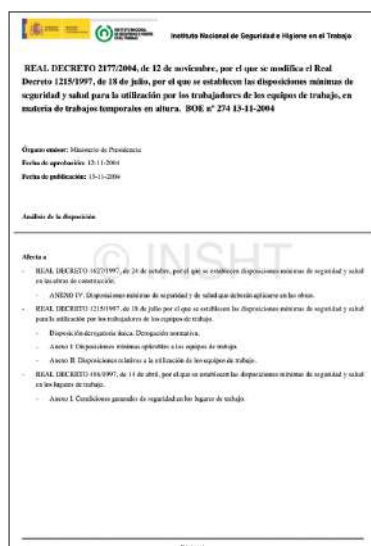 Instituto Nacional de Seguridad e Higiene en el Trabajo
REAL DECRETO 2177/2004, de 12 de noviembre, por el que se modifica el Real
Decreto 1215/1997, de 18 de julio, por el que se establecen las disposiciones mínimas de
seguridad y salud para la utilización por los trabajadores de los equipos de trabajo, en
materia de trabajos temporales en altura. BOE nº 274 13-11-2004
Órgano emisor: Ministerio de Presidencia
Fecha de aprobación: 12-11-2004
Fecha de publicación: 13-11-2004
Análisis de la disposición
© INSHT
Afecta a
- REAL DECRETO 1627/1997, de 24 de octubre, por el que se establecen disposiciones mínimas de seguridad y salud
en las obras de construcción.
- ANEXO IV. Disposiciones mínimas de seguridad y de salud que deberán aplicarse en las obras.
- REAL DECRETO 1215/1997, de 18 de julio por el que se establecen las disposiciones mínimas de seguridad y salud
para la utilización por los trabajadores de los equipos de trabajo.
- Disposición derogatoria única. Derogación normativa.
- Anexo I. Disposiciones mínimas aplicables a los equipos de trabajo.
- Anexo II. Disposiciones relativas a la utilización de los equipos de trabajo.
- REAL DECRETO 486/1997, de 14 de abril, por el que se establecen las disposiciones mínimas de seguridad y salud
en los lugares de trabajo.
- Anexo I. Condiciones generales de seguridad en los lugares de trabajo.